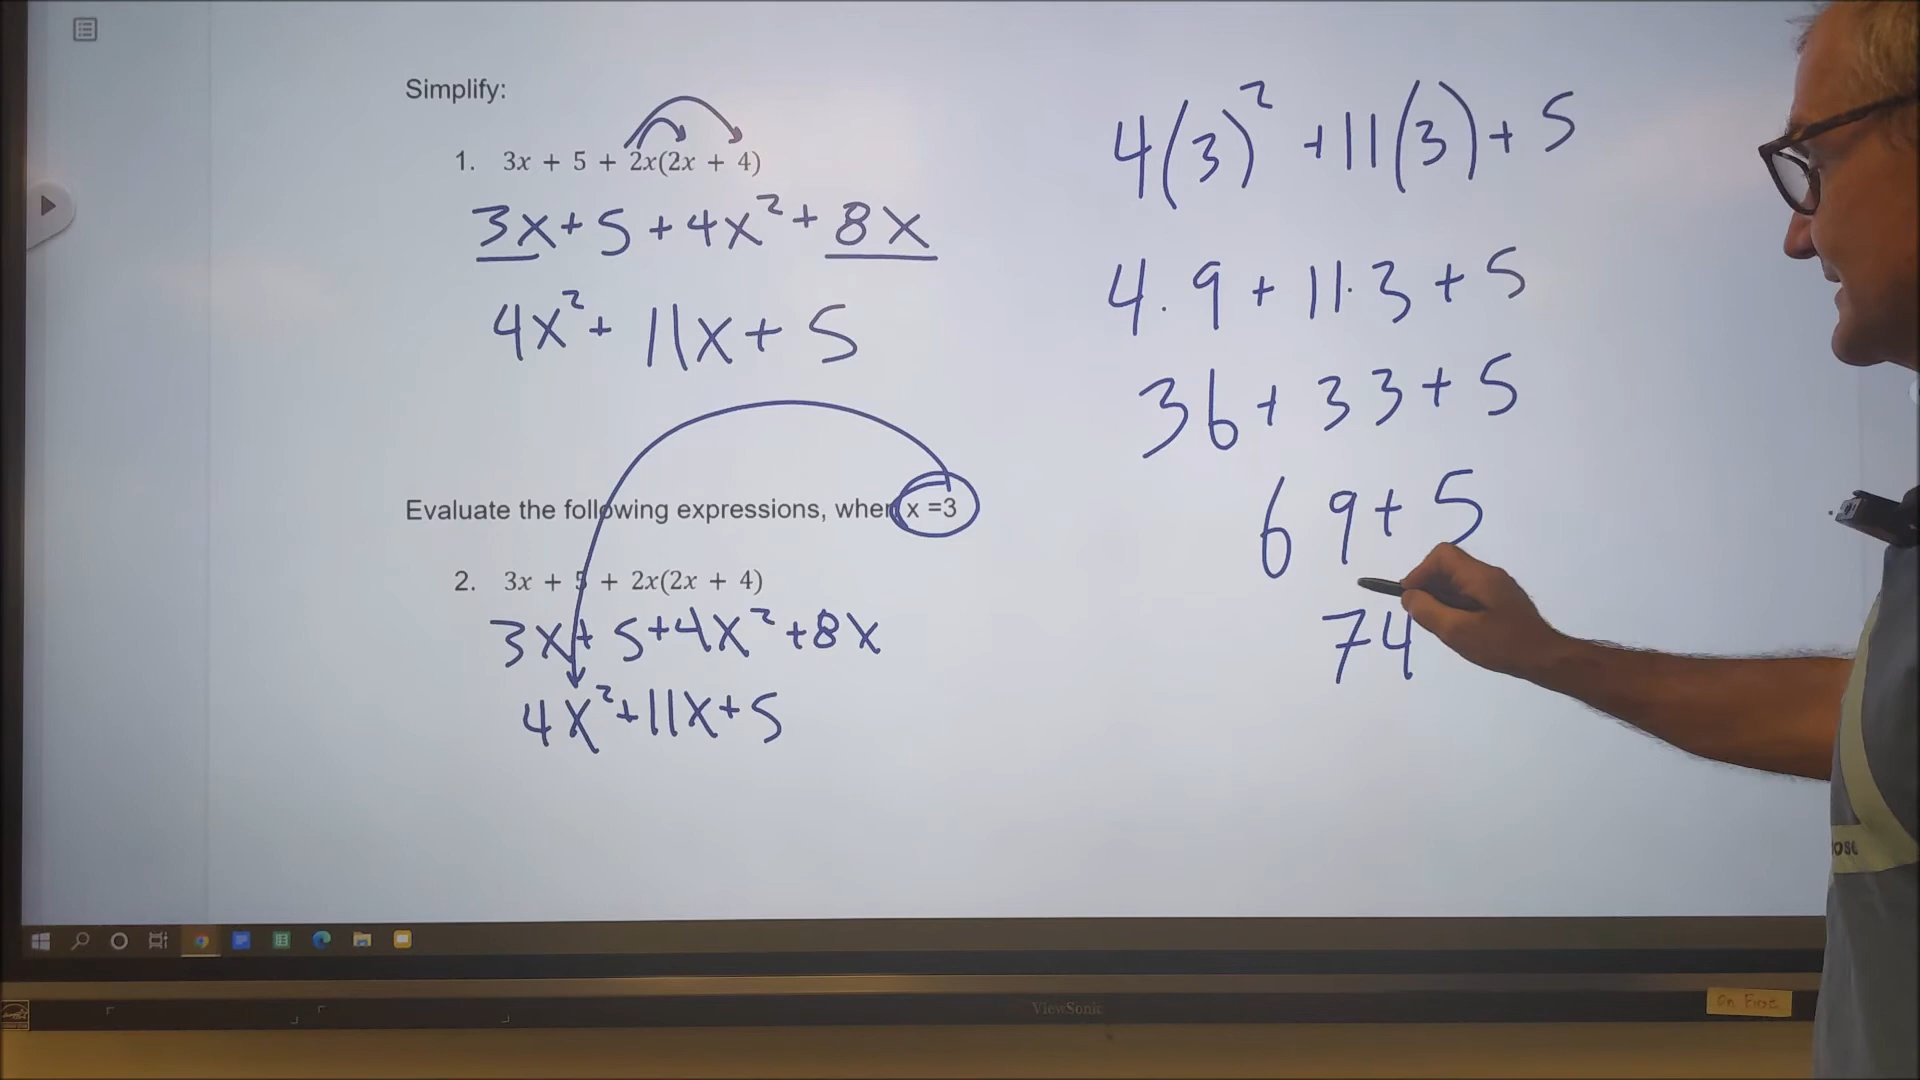 Simplify:
1. 3x + 5 + 2x(2x + 4)
3x + 5 + 4x² + 8x
4x² + 11x + 5
Evaluate the following expressions, when x =3
2. 3x + 5 + 2x(2x + 4)
3x + 5 + 4x² + 8x
4x² + 11x + 5
4(3)² + 11(3) + 5
4 · 9 + 11 · 3 + 5
36 + 33 + 5
69 + 5
74
ViewSonic